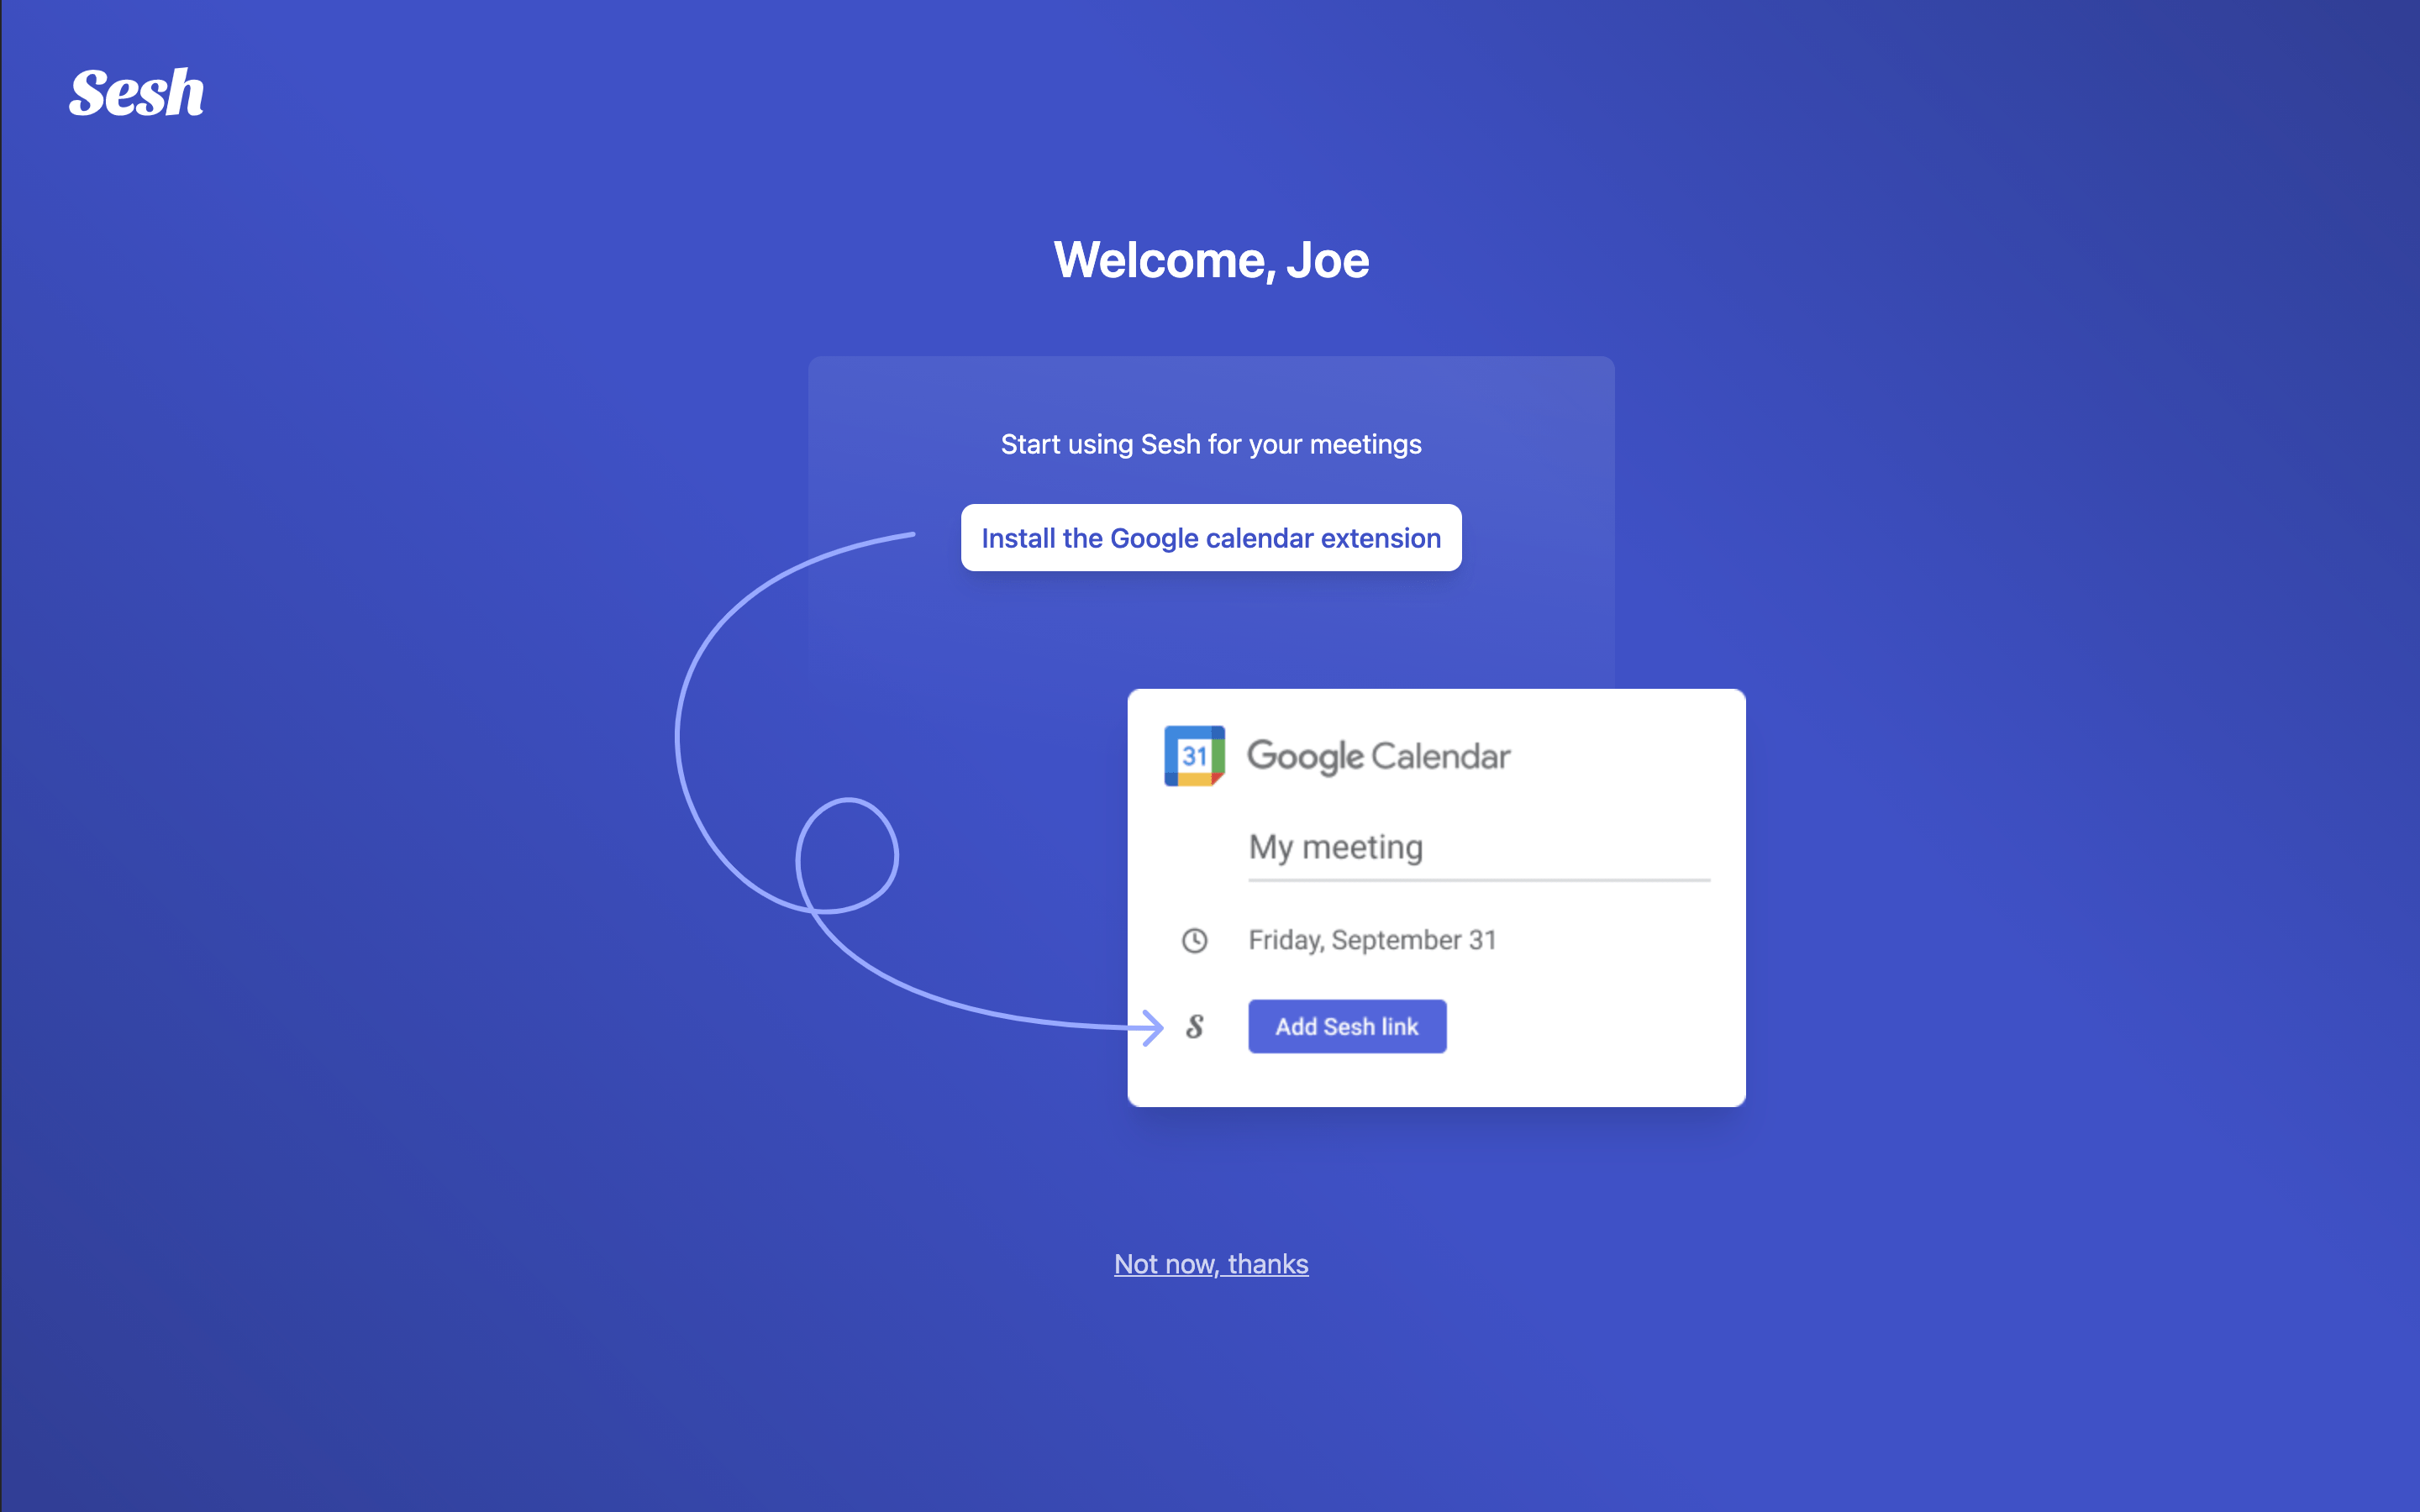 Sesh
Welcome, Joe
Start using Sesh for your meetings
Install the Google calendar extension
31 Google Calendar
My meeting
Friday, September 31
S Add Sesh link
Not now, thanks